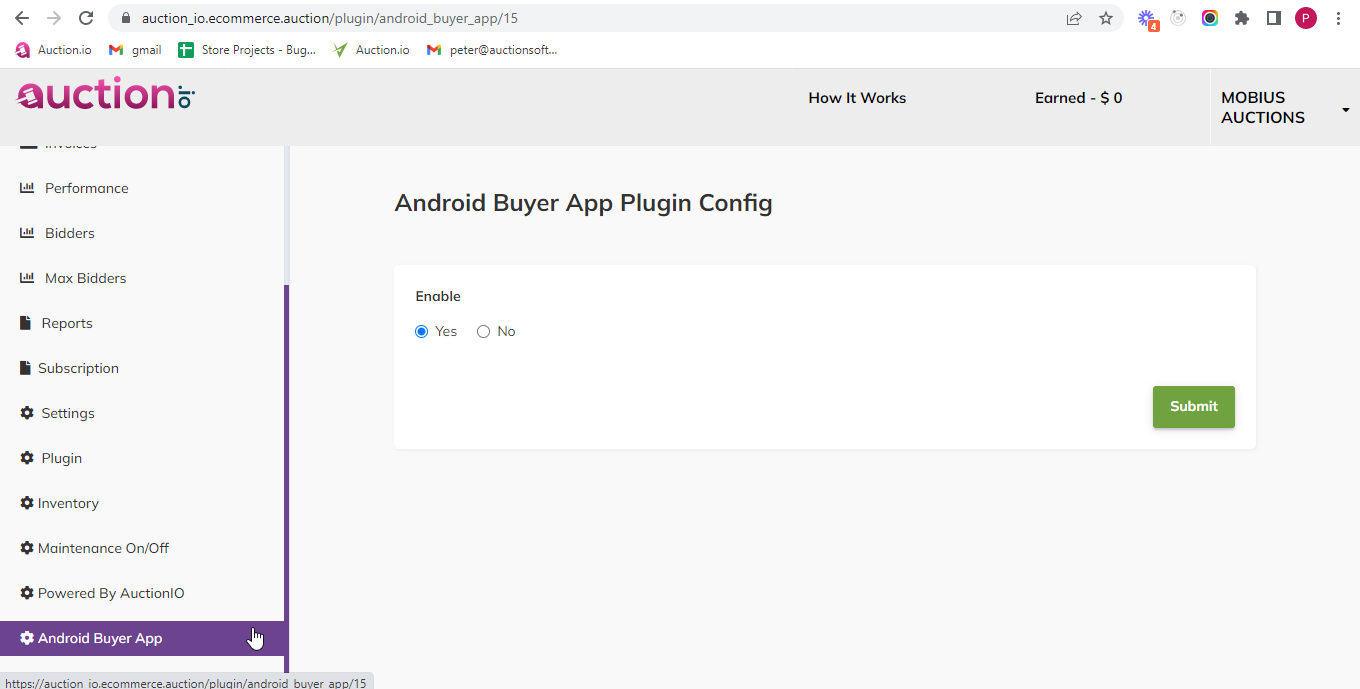 auction_io.ecommerce.auction/plugin/android_buyer_app/15
4
P
Auction.io
gmail
Store Projects - Bug...
Auction.io
peter@auctionsoft...
auction.io
How It Works
Earned - $ 0
MOBIUS
AUCTIONS
Invoices
Performance
Bidders
Max Bidders
Reports
Subscription
Settings
Plugin
Inventory
Maintenance On/Off
Powered By AuctionIO
Android Buyer App
Android Buyer App Plugin Config
Enable
Yes
No
Submit
https://auction_io.ecommerce.auction/plugin/android_buyer_app/15